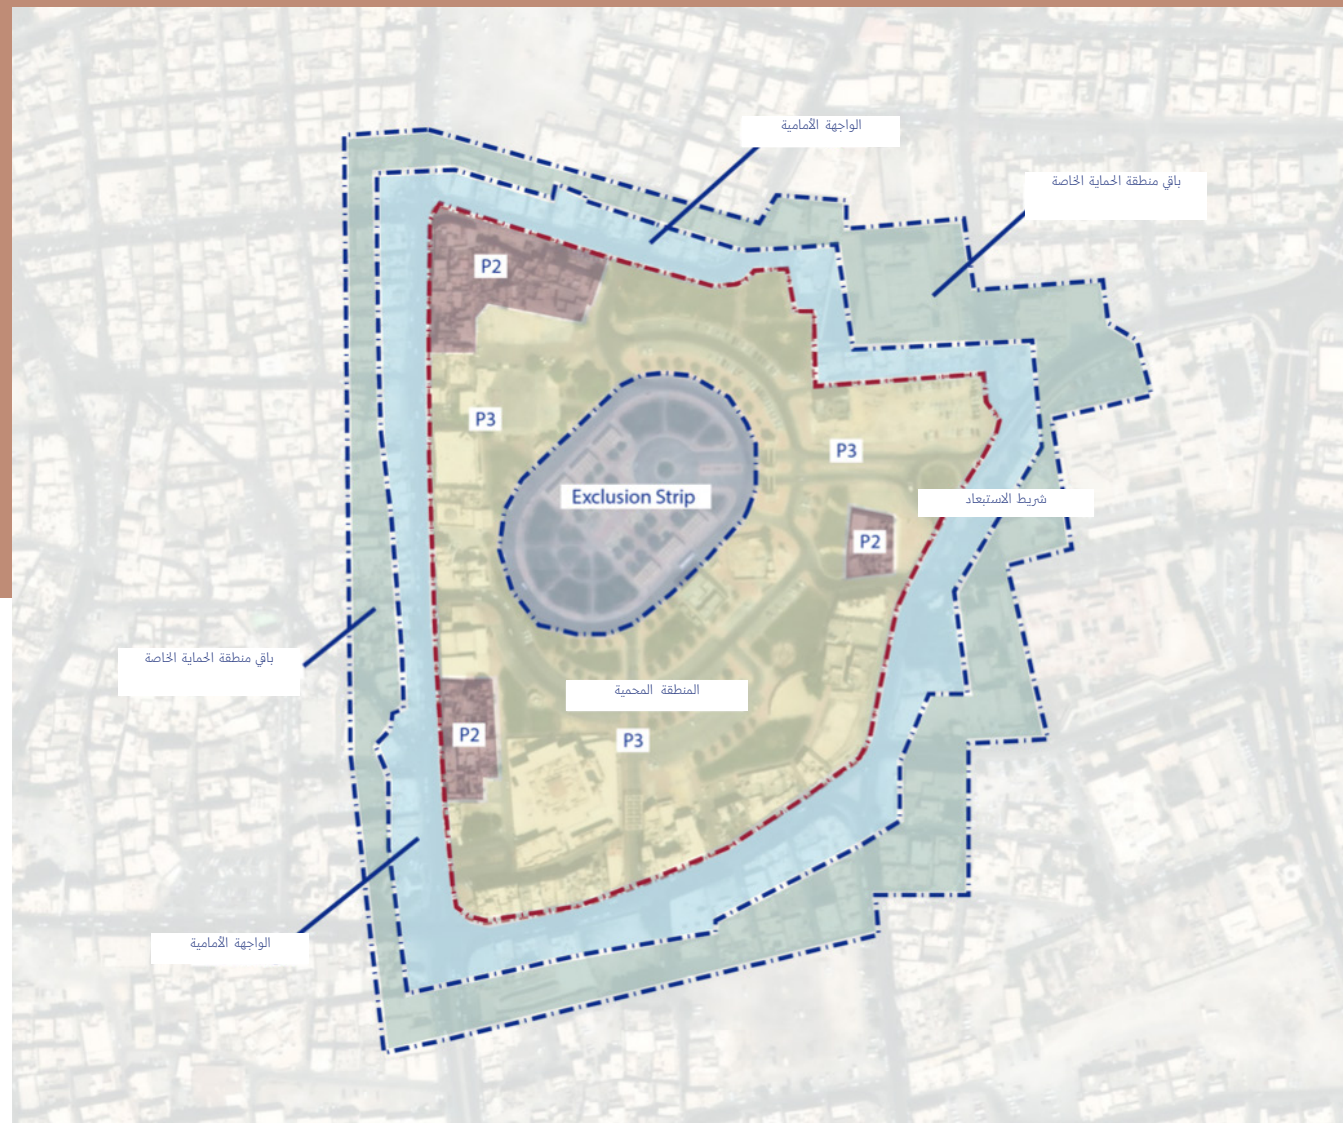 الواجهة الأمامية
باقي منطقة الحماية الخاصة
P2
P3
P3
Exclusion Strip
شريط الاستبعاد
P2
باقي منطقة الحماية الخاصة
المنطقة المحمية
P2
P3
الواجهة الأمامية